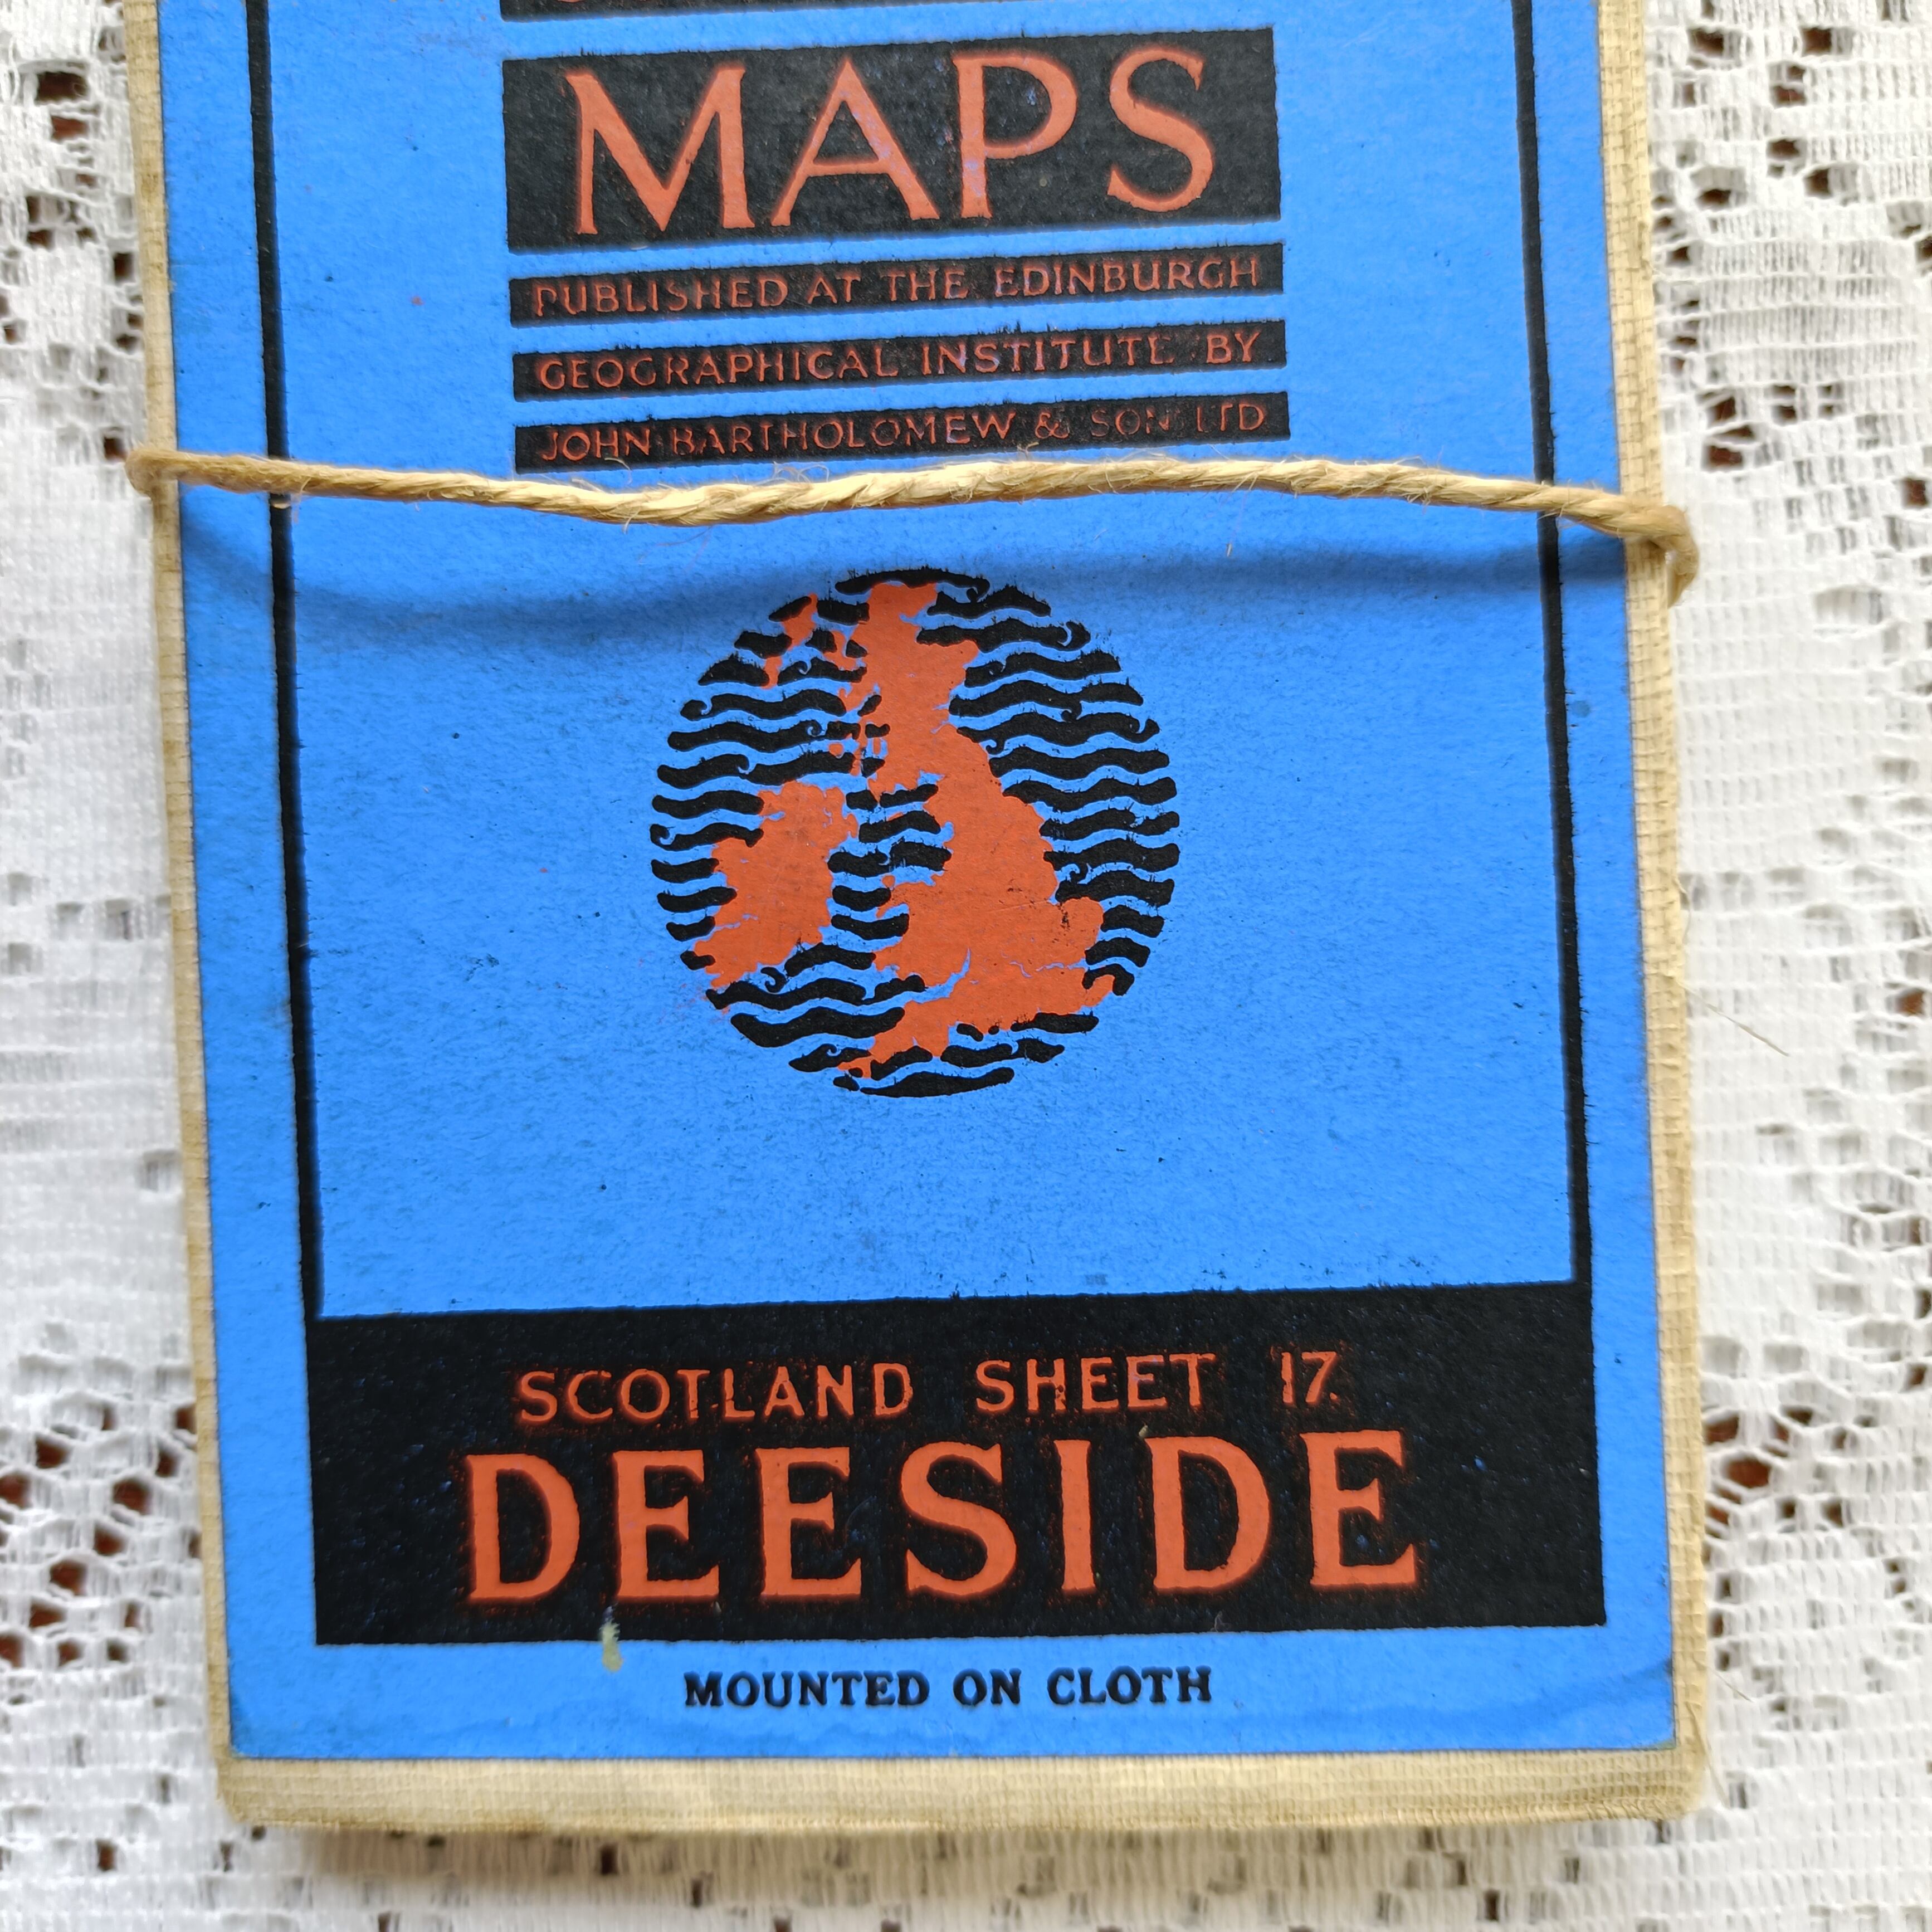 MAPS
PUBLISHED AT THE EDINBURGH
GEOGRAPHICAL INSTITUTE BY
JOHN BARTHOLOMEW & SON LTD
SCOTLAND SHEET 17.
DEESIDE
MOUNTED ON CLOTH